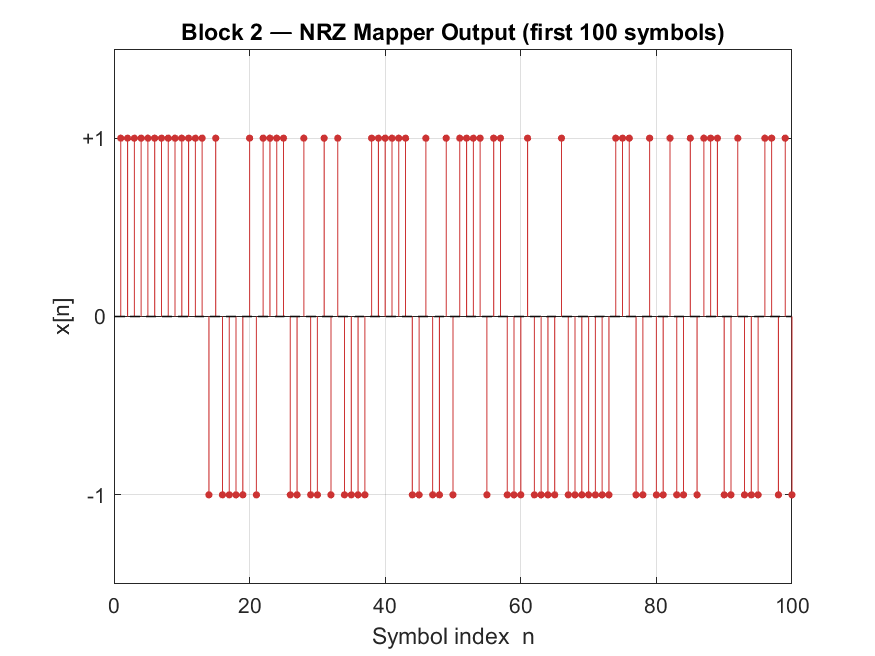 Block 2 — NRZ Mapper Output (first 100 symbols)
+1
0
-1
x[n]
0 20 40 60 80 100
Symbol index n